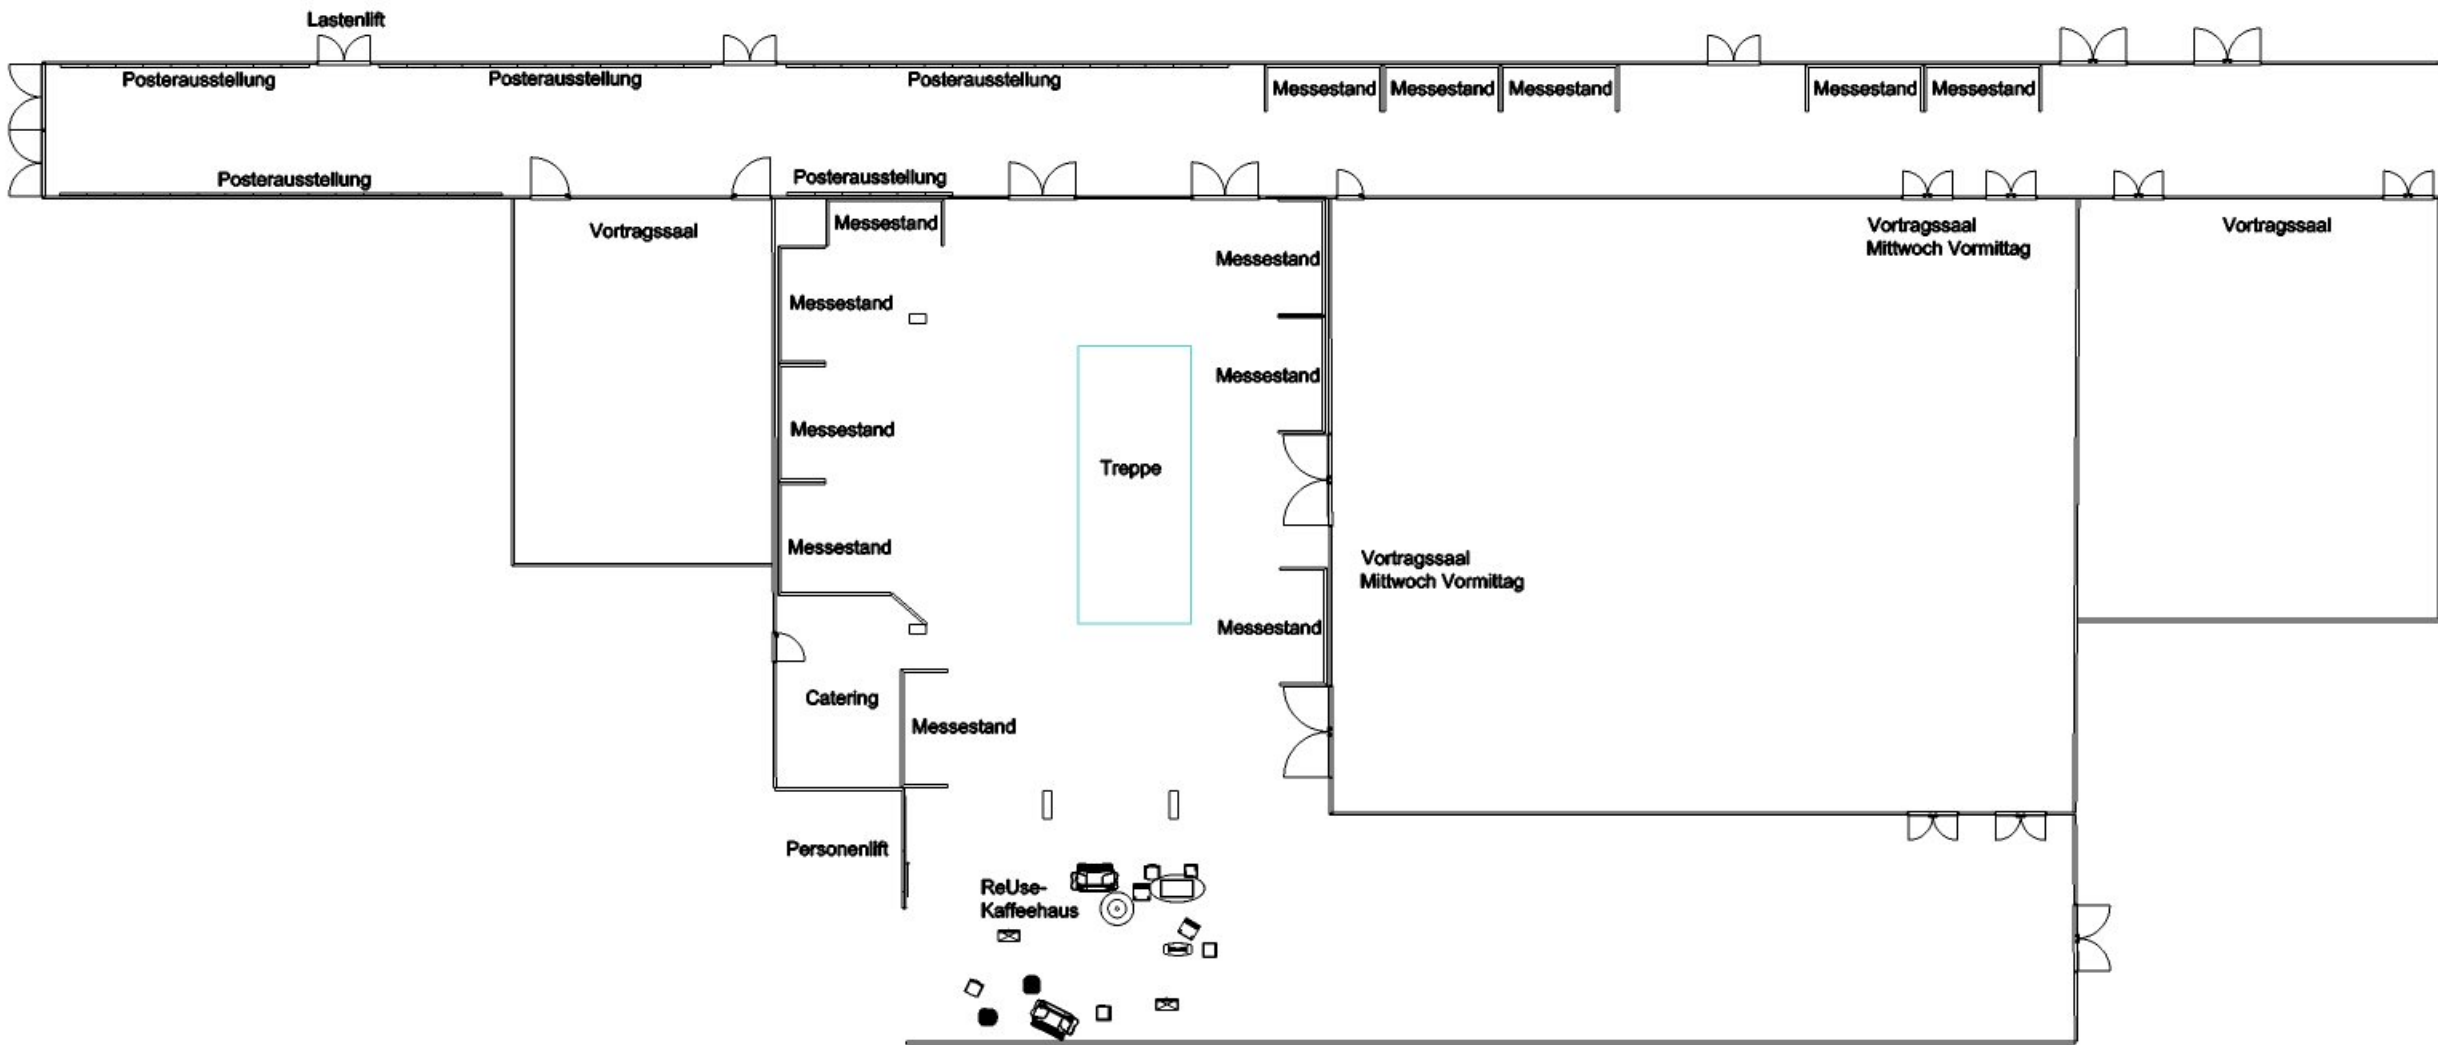 Lastenlift
Posterausstellung
Posterausstellung
Posterausstellung
Messestand
Messestand
Messestand
Messestand
Messestand
Posterausstellung
Posterausstellung
Vortragssaal
Messestand
Vortragssaal
Mittwoch Vormittag
Vortragssaal
Messestand
Messestand
Messestand
Messestand
Treppe
Messestand
Vortragssaal
Mittwoch Vormittag
Messestand
Catering
Messestand
Personenlift
ReUse-
Kaffeehaus